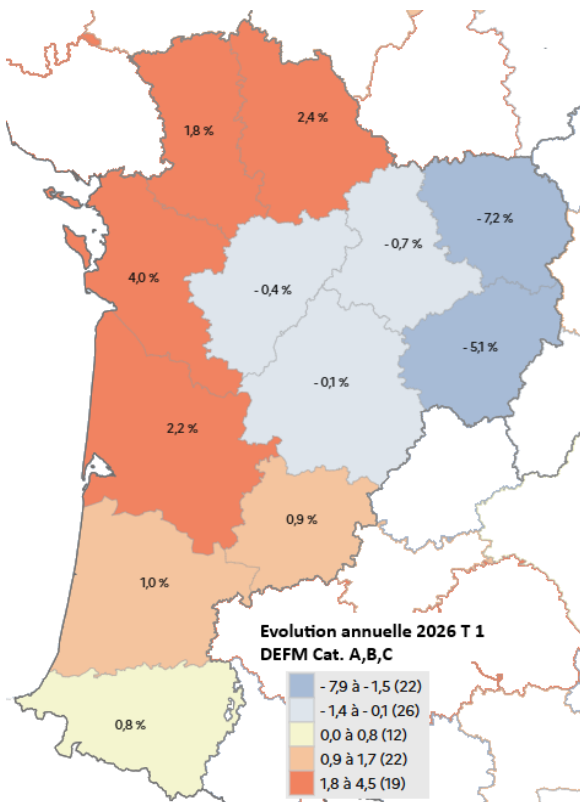 2,4 %
1,8 %
- 7,2 %
- 0,7 %
4,0 %
- 0,4 %
- 5,1 %
- 0,1 %
2,2 %
0,9 %
1,0 %
0,8 %
Evolution annuelle 2026 T 1
DEFM Cat. A,B,C
- 7,9 à - 1,5 (22)
- 1,4 à - 0,1 (26)
0,0 à 0,8 (12)
0,9 à 1,7 (22)
1,8 à 4,5 (19)